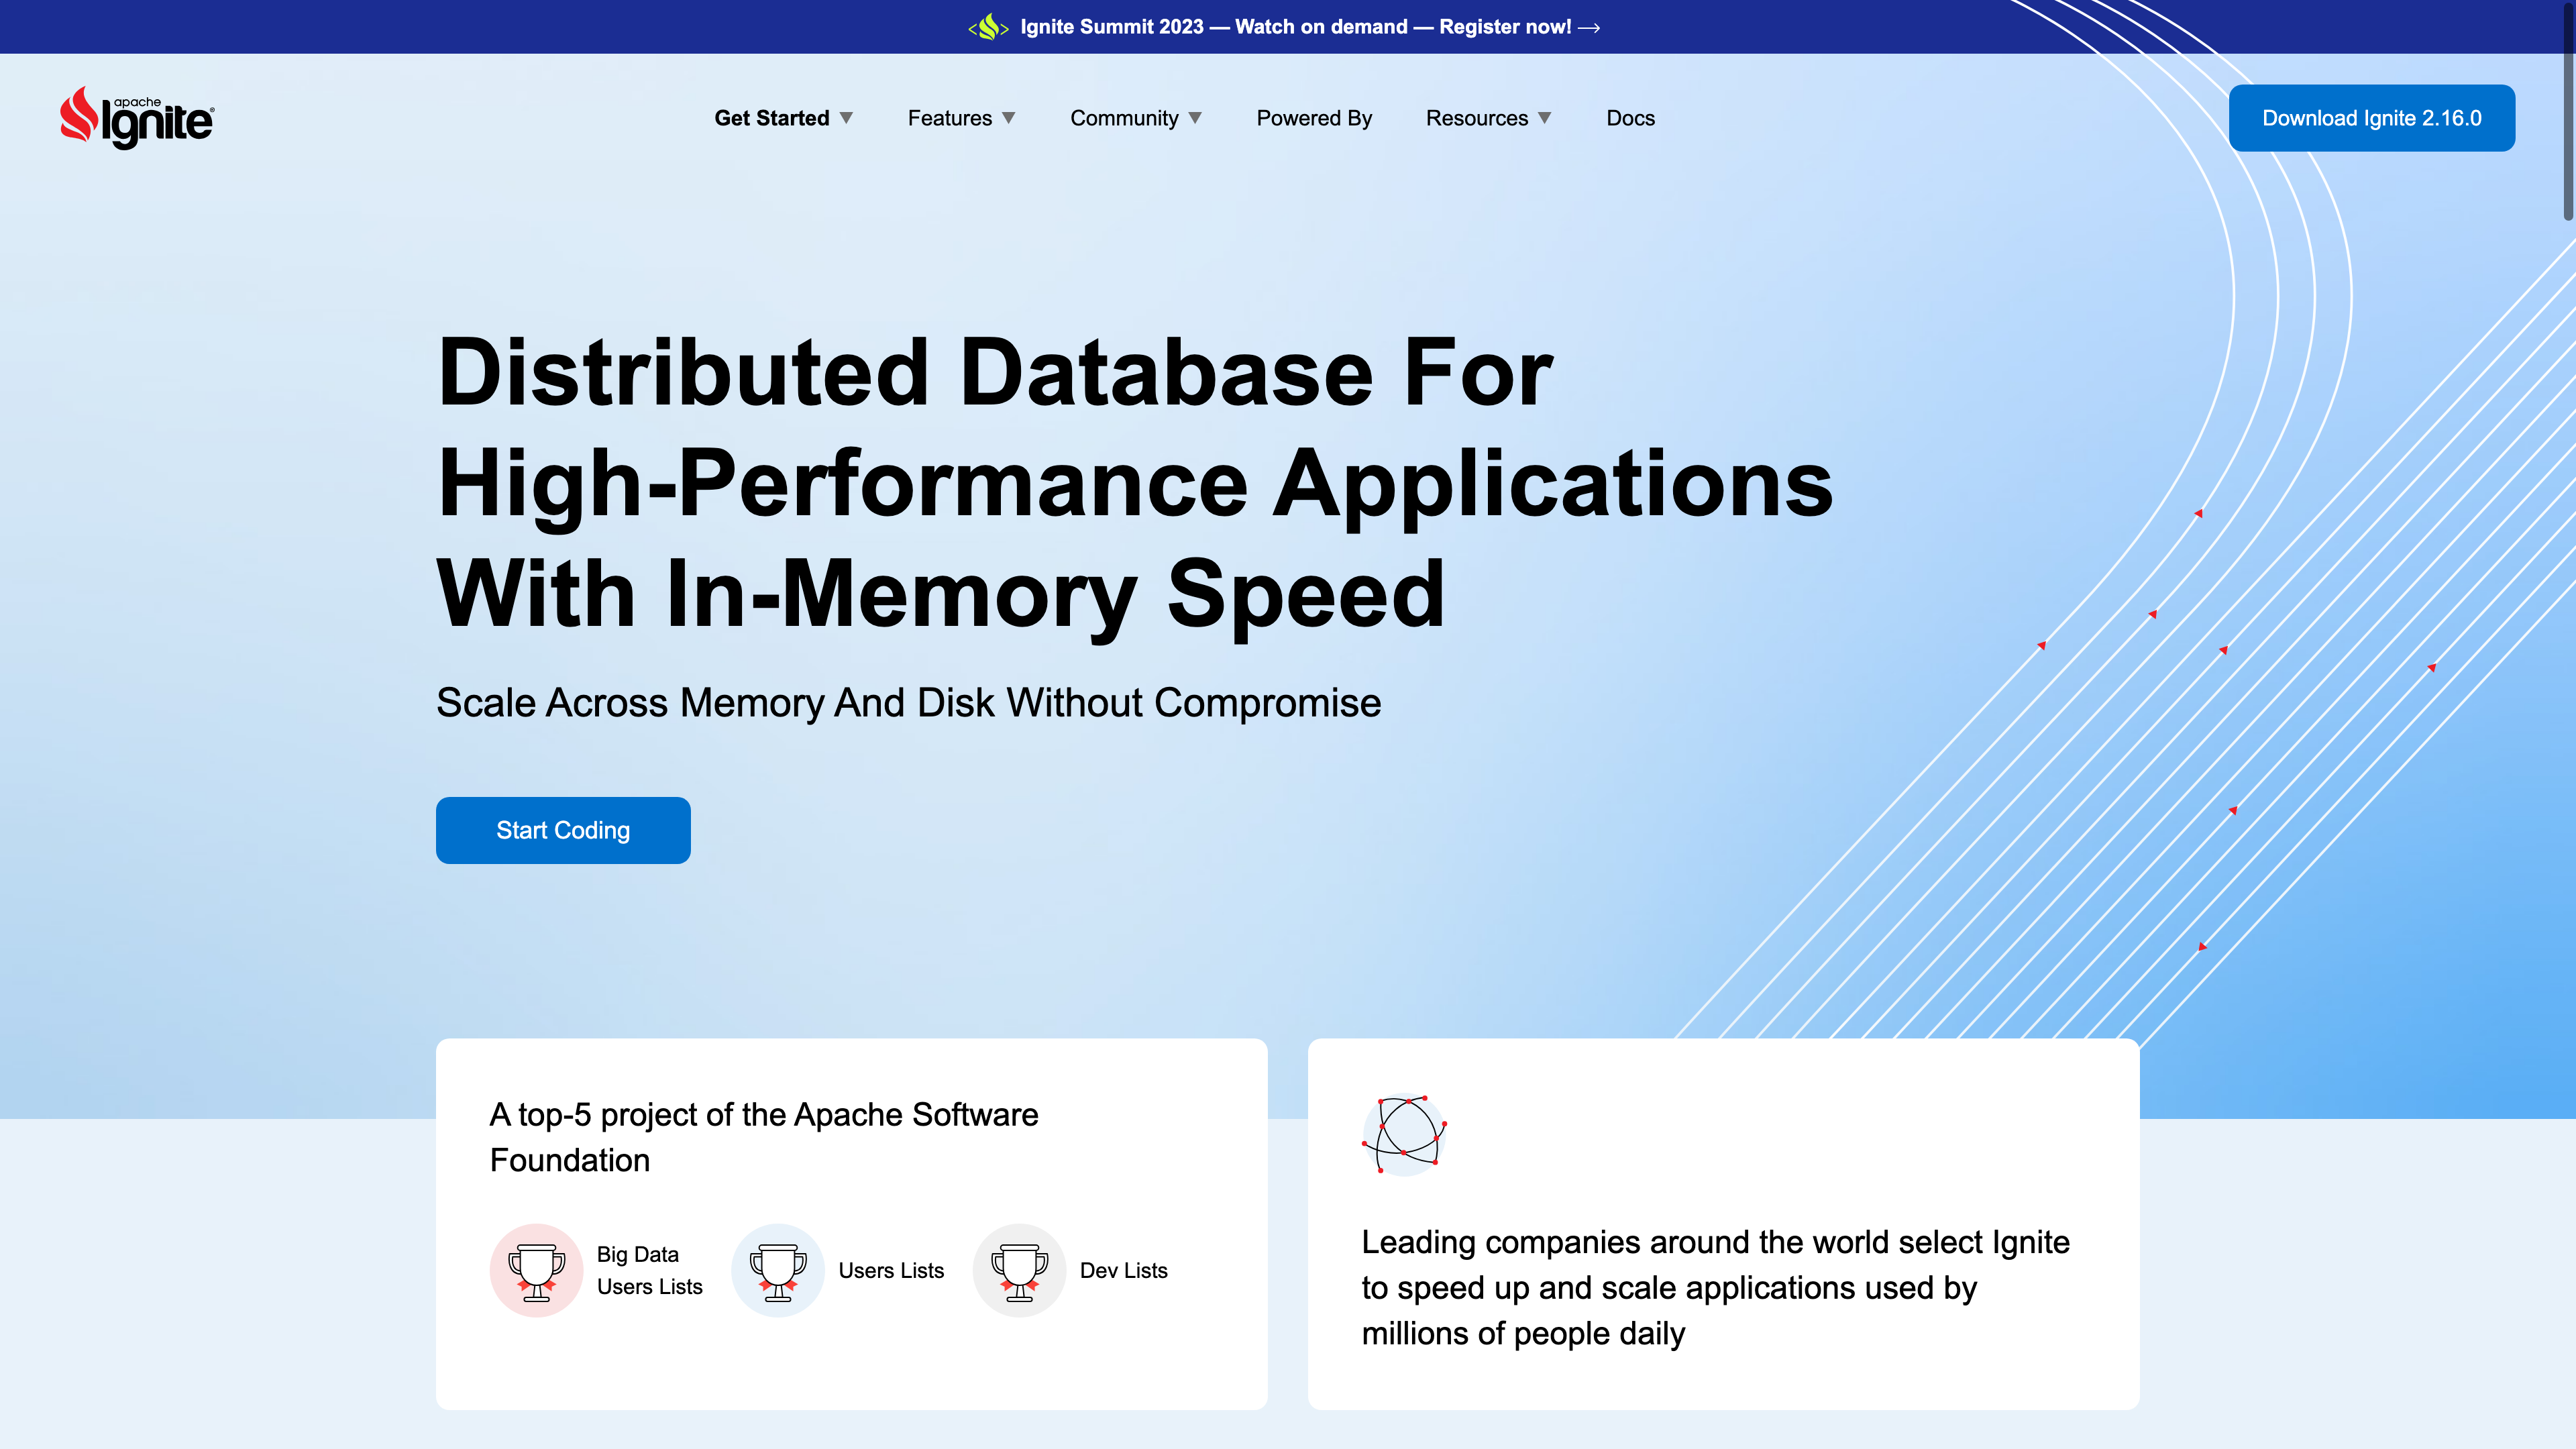 Ignite Summit 2023 — Watch on demand — Register now! →
apache
Ignite®
Get Started ▼
Features ▼
Community ▼
Powered By
Resources ▼
Docs
Download Ignite 2.16.0
Distributed Database For
High-Performance Applications
With In-Memory Speed
Scale Across Memory And Disk Without Compromise
Start Coding
A top-5 project of the Apache Software
Foundation
Big Data
Users Lists
Users Lists
Dev Lists
Leading companies around the world select Ignite
to speed up and scale applications used by
millions of people daily